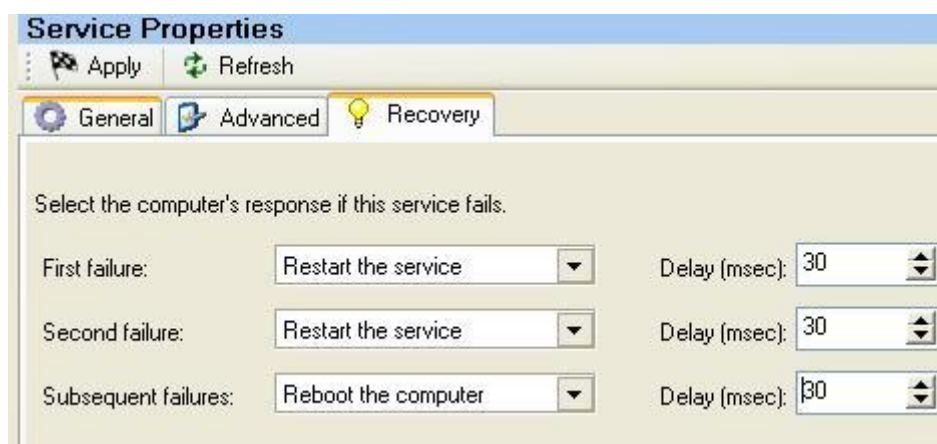 Service Properties
Apply Refresh
General Advanced Recovery
Select the computer's response if this service fails.
First failure: Restart the service Delay (msec): 30
Second failure: Restart the service Delay (msec): 30
Subsequent failures: Reboot the computer Delay (msec): 30